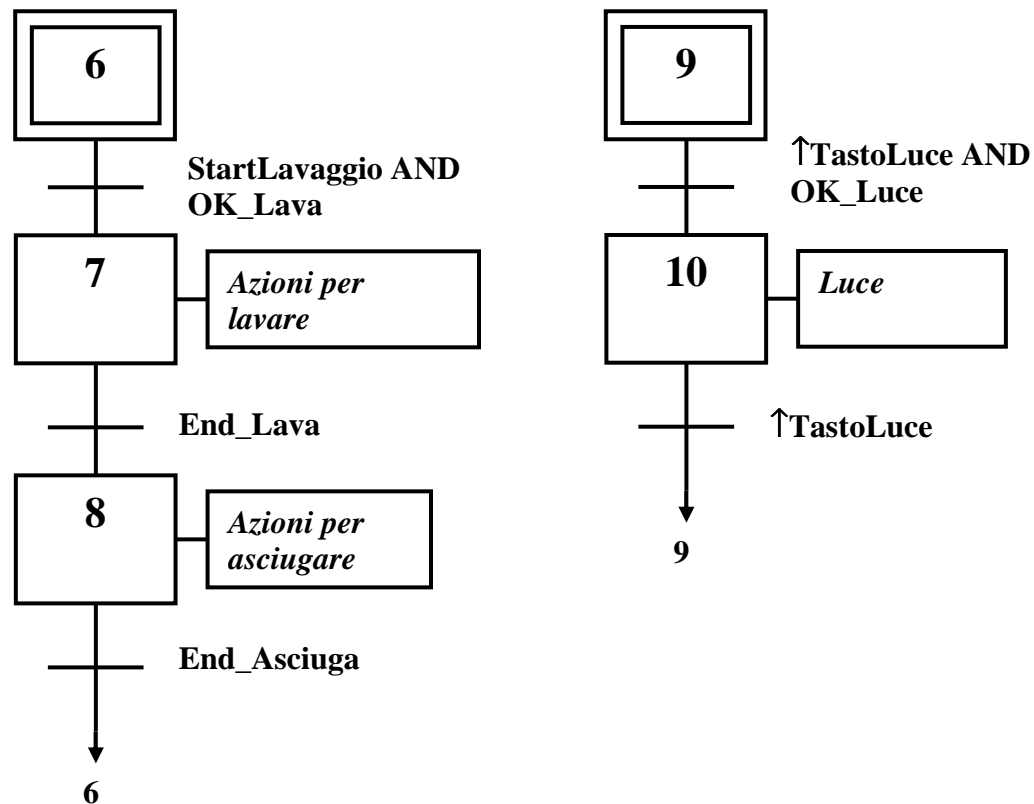 6
StartLavaggio AND
OK_Lava
7
Azioni per
lavare
End_Lava
8
Azioni per
asciugare
End_Asciuga
6
9
↑TastoLuce AND
OK_Luce
10
Luce
↑TastoLuce
9